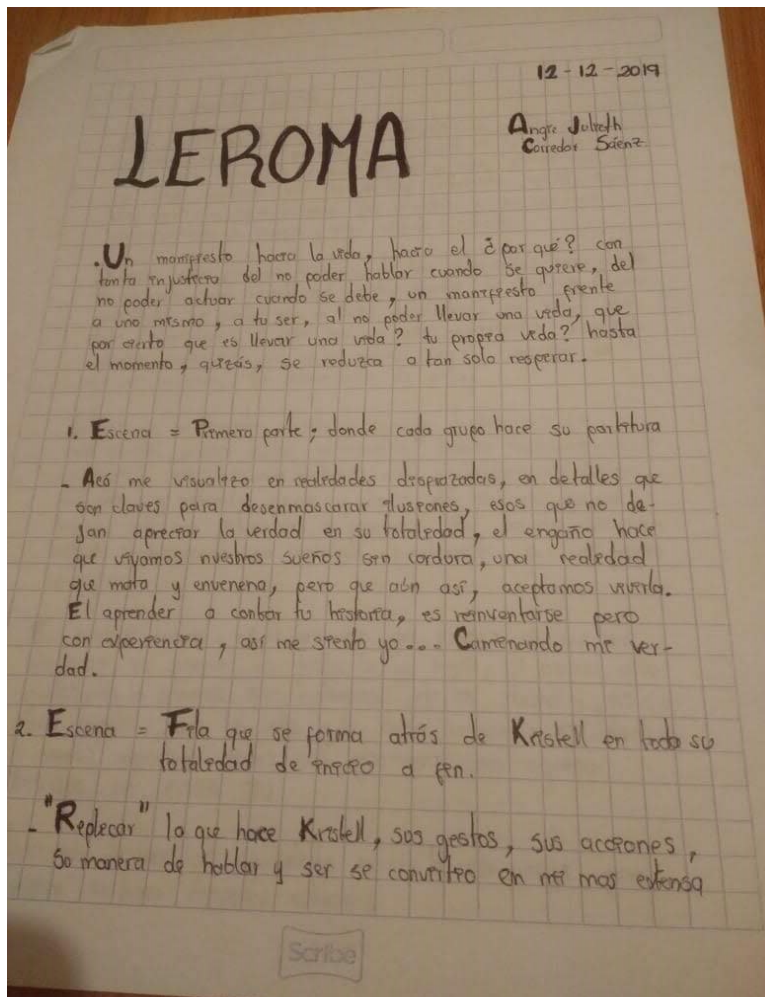 12-12-2019
LEROMA
Angie Julieth
Corredor Sáenz
.Un manifiesto hacia la vida, hacia el ¿por qué? con
tanta injusticia del no poder hablar cuando se quiere, del
no poder actuar cuando se debe, un manifiesto frente
a uno mismo, a tu ser, al no poder llevar una vida, que
por cierto que es llevar una vida? tu propia vida? hasta
el momento, quizás, se reduzca a tan solo respirar.
1. Escena = Primera parte; donde cada grupo hace su partitura
- Acá me visualizo en realidades disfrazadas, en detalles que
son claves para desenmascarar ilusiones, esos que no de-
jan apreciar la verdad en su totalidad, el engaño hace
que vivamos nuestros sueños sin cordura, una realidad
que mata y envenena, pero que aún así, aceptamos vivirla.
El aprender a contar tu historia, es reinventarse pero
con experiencia, así me siento yo... Caminando mi ver-
dad.
2. Escena = Fila que se forma atrás de Kristell en toda su
totalidad de inicio a fin.
- "Replicar" lo que hace Kristell, sus gestos, sus acciones,
su manera de hablar y ser se convirtio en mi mas extensa
Scribe